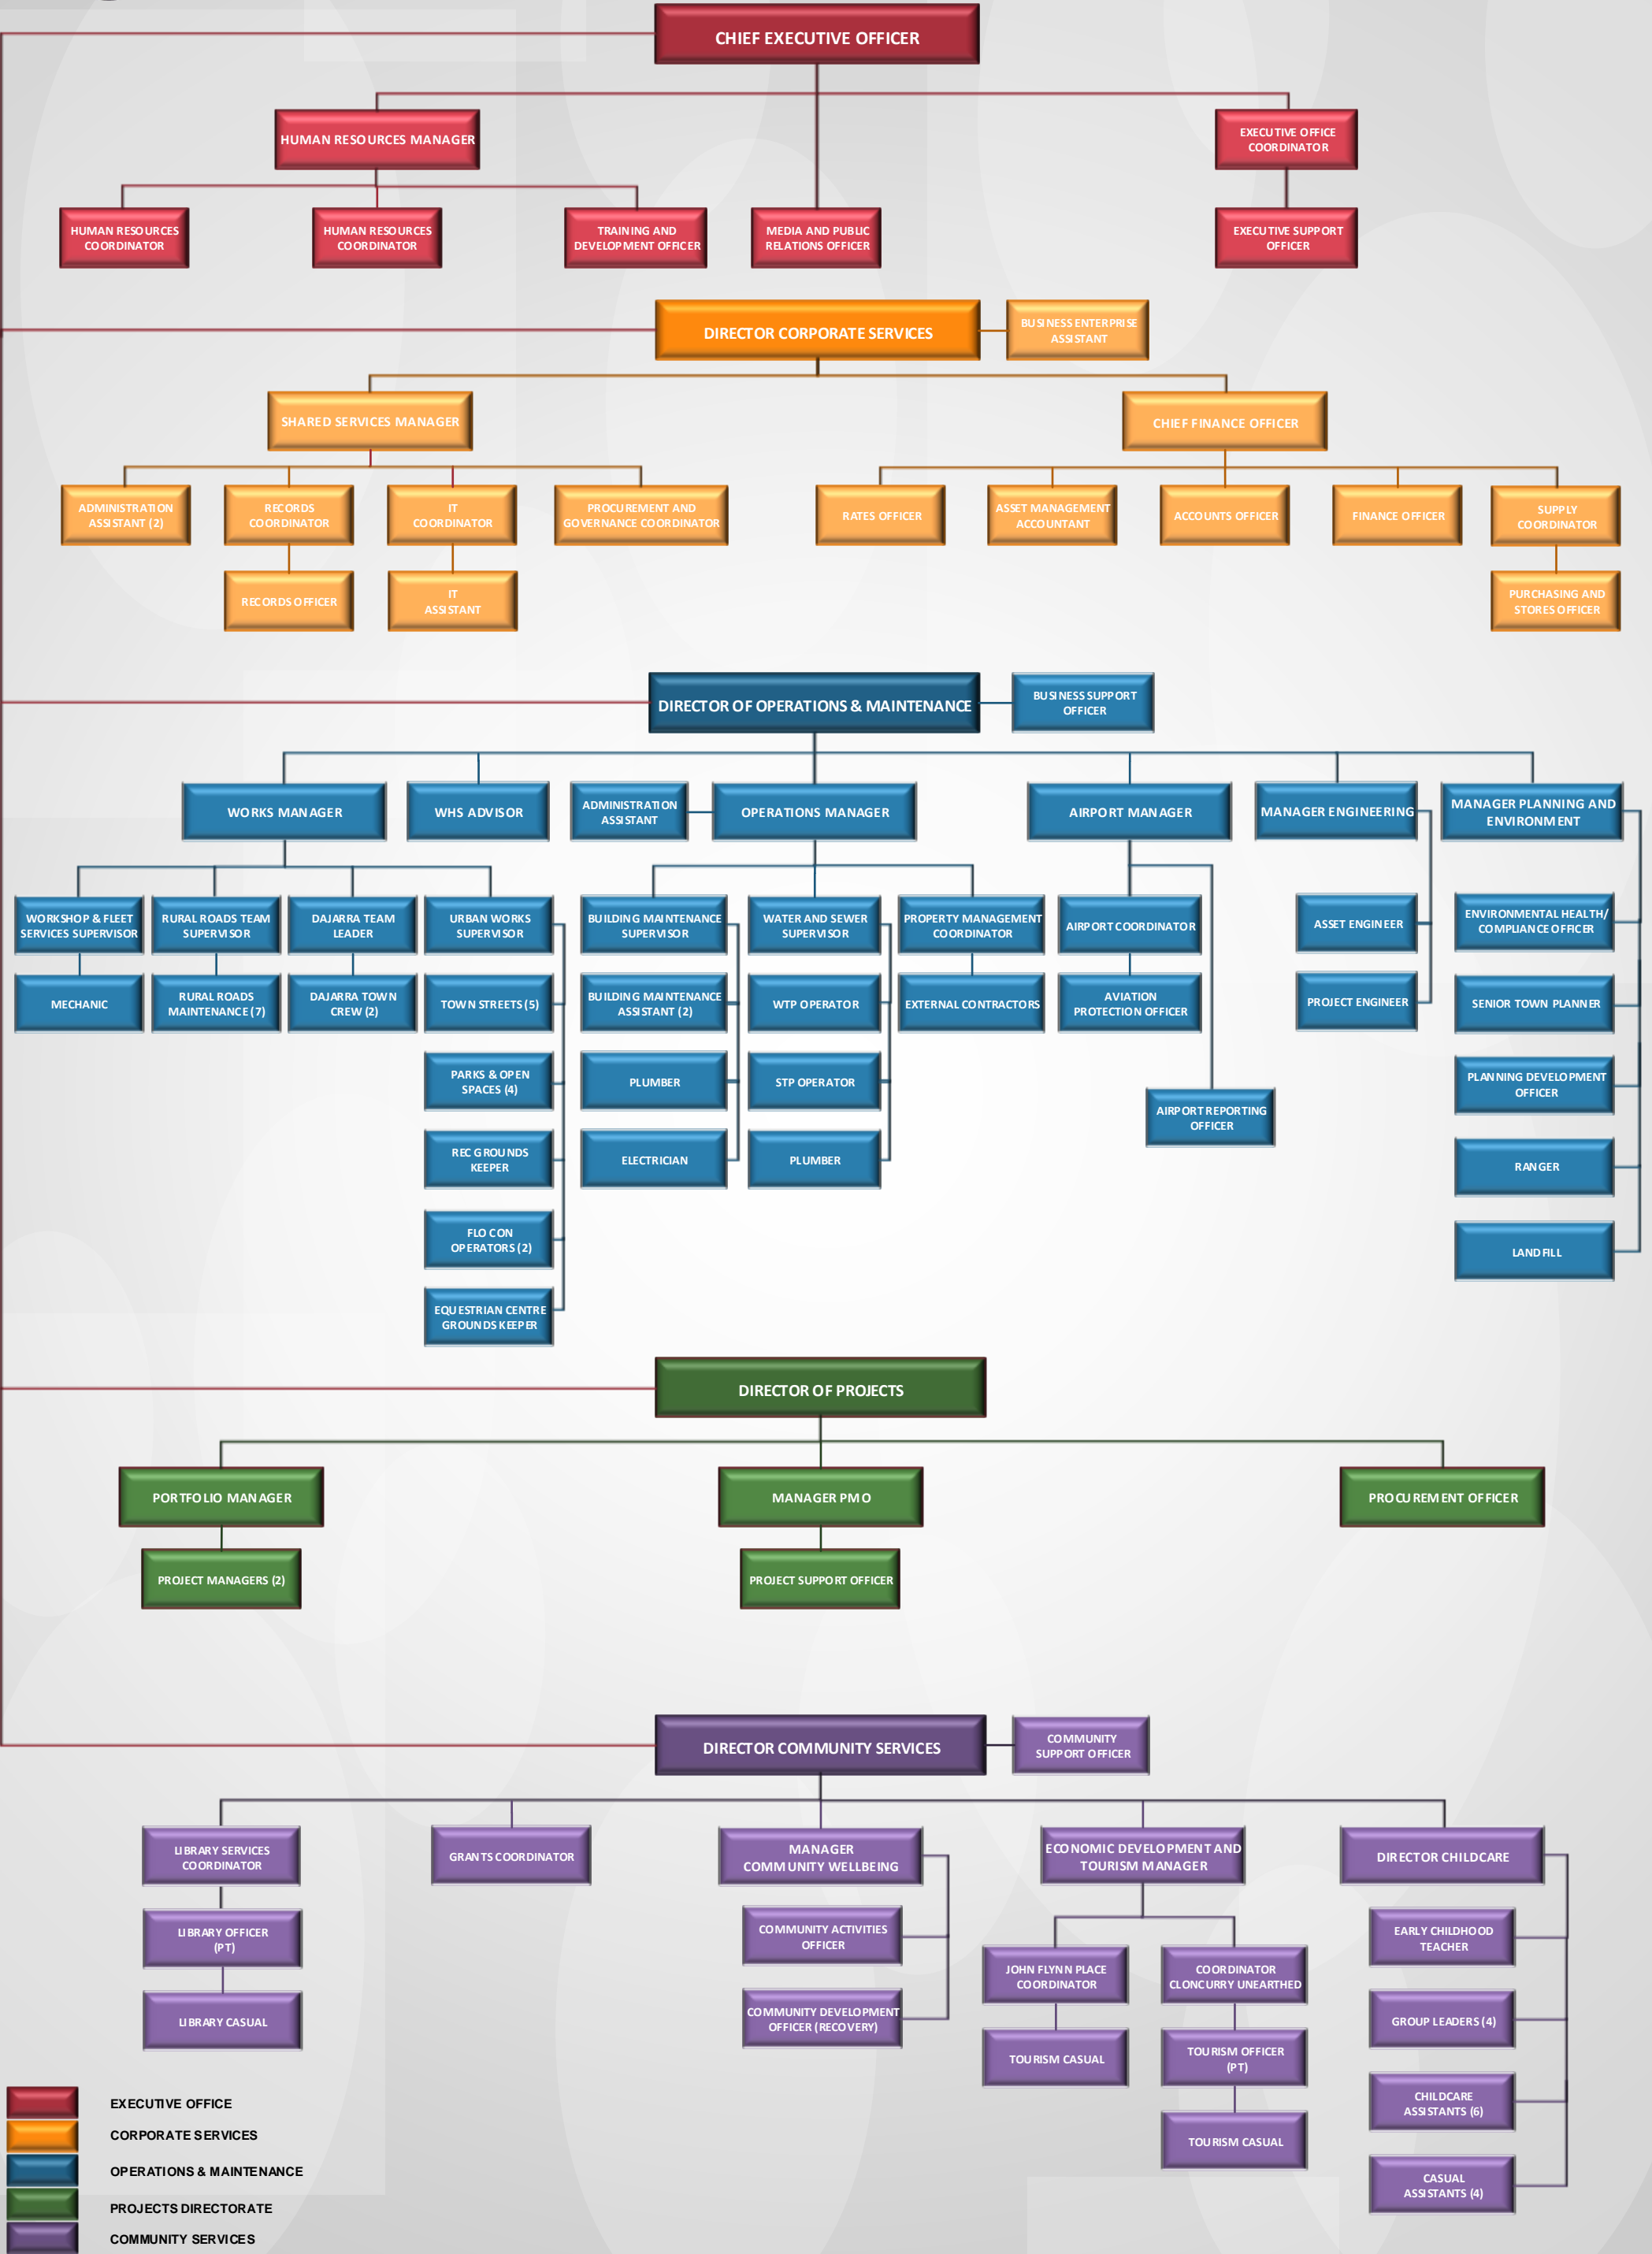 CHIEF EXECUTIVE OFFICER
HUMAN RESOURCES MANAGER
EXECUTIVE OFFICE
COORDINATOR
HUMAN RESOURCES
COORDINATOR
HUMAN RESOURCES
COORDINATOR
TRAINING AND
DEVELOPMENT OFFICER
MEDIA AND PUBLIC
RELATIONS OFFICER
EXECUTIVE SUPPORT
OFFICER
DIRECTOR CORPORATE SERVICES
BUSINESS ENTERPRISE
ASSISTANT
SHARED SERVICES MANAGER
CHIEF FINANCE OFFICER
ADMINISTRATION
ASSISTANT (2)
RECORDS
COORDINATOR
IT
COORDINATOR
PROCUREMENT AND
GOVERNANCE COORDINATOR
RATES OFFICER
ASSET MANAGEMENT
ACCOUNTANT
ACCOUNTS OFFICER
FINANCE OFFICER
SUPPLY
COORDINATOR
RECORDS OFFICER
IT
ASSISTANT
PURCHASING AND
STORES OFFICER
DIRECTOR OF OPERATIONS & MAINTENANCE
BUSINESS SUPPORT
OFFICER
WORKS MANAGER
WHS ADVISOR
ADMINISTRATION
ASSISTANT
OPERATIONS MANAGER
AIRPORT MANAGER
MANAGER ENGINEERING
MANAGER PLANNING AND
ENVIRONMENT
WORKSHOP & FLEET
SERVICES SUPERVISOR
RURAL ROADS TEAM
SUPERVISOR
DAJARRA TEAM
LEADER
URBAN WORKS
SUPERVISOR
BUILDING MAINTENANCE
SUPERVISOR
WATER AND SEWER
SUPERVISOR
PROPERTY MANAGEMENT
COORDINATOR
AIRPORT COORDINATOR
ASSET ENGINEER
ENVIRONMENTAL HEALTH/
COMPLIANCE OFFICER
MECHANIC
RURAL ROADS
MAINTENANCE (7)
DAJARRA TOWN
CREW (2)
TOWN STREETS (5)
BUILDING MAINTENANCE
ASSISTANT (2)
WTP OPERATOR
EXTERNAL CONTRACTORS
AVIATION
PROTECTION OFFICER
PROJECT ENGINEER
SENIOR TOWN PLANNER
PARKS & OPEN
SPACES (4)
PLUMBER
STP OPERATOR
PLANNING DEVELOPMENT
OFFICER
AIRPORT REPORTING
OFFICER
REC GROUNDS
KEEPER
ELECTRICIAN
PLUMBER
RANGER
FLO CON
OPERATORS (2)
LANDFILL
EQUESTRIAN CENTRE
GROUNDS KEEPER
DIRECTOR OF PROJECTS
PORTFOLIO MANAGER
MANAGER PMO
PROCUREMENT OFFICER
PROJECT MANAGERS (2)
PROJECT SUPPORT OFFICER
DIRECTOR COMMUNITY SERVICES
COMMUNITY
SUPPORT OFFICER
LIBRARY SERVICES
COORDINATOR
GRANTS COORDINATOR
MANAGER
COMMUNITY WELLBEING
ECONOMIC DEVELOPMENT AND
TOURISM MANAGER
DIRECTOR CHILDCARE
LIBRARY OFFICER
(PT)
COMMUNITY ACTIVITIES
OFFICER
EARLY CHILDHOOD
TEACHER
JOHN FLYNN PLACE
COORDINATOR
COORDINATOR
CLONCURRY UNEARTHED
LIBRARY CASUAL
COMMUNITY DEVELOPMENT
OFFICER (RECOVERY)
GROUP LEADERS (4)
TOURISM CASUAL
TOURISM OFFICER
(PT)
CHILDCARE
ASSISTANTS (6)
TOURISM CASUAL
CASUAL
ASSISTANTS (4)
EXECUTIVE OFFICE
CORPORATE SERVICES
OPERATIONS & MAINTENANCE
PROJECTS DIRECTORATE
COMMUNITY SERVICES